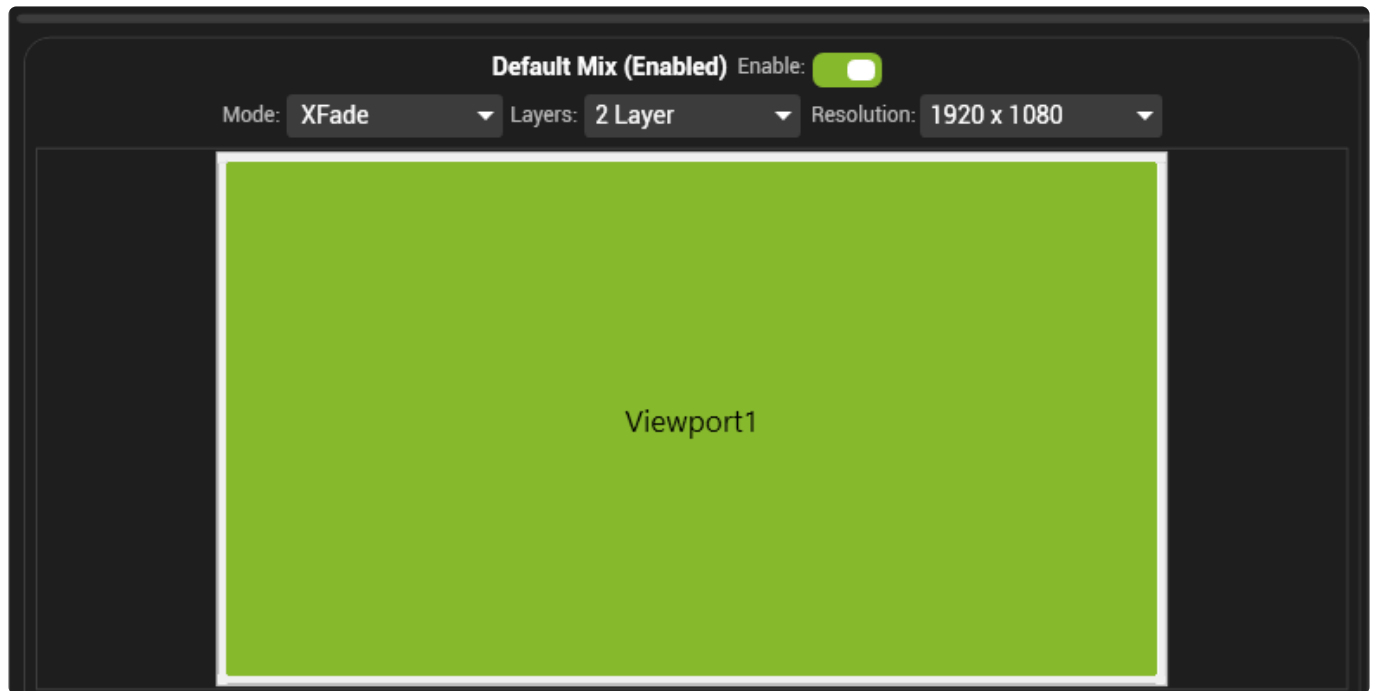 Default Mix (Enabled) Enable:
Mode: XFade Layers: 2 Layer Resolution: 1920 x 1080
Viewport1